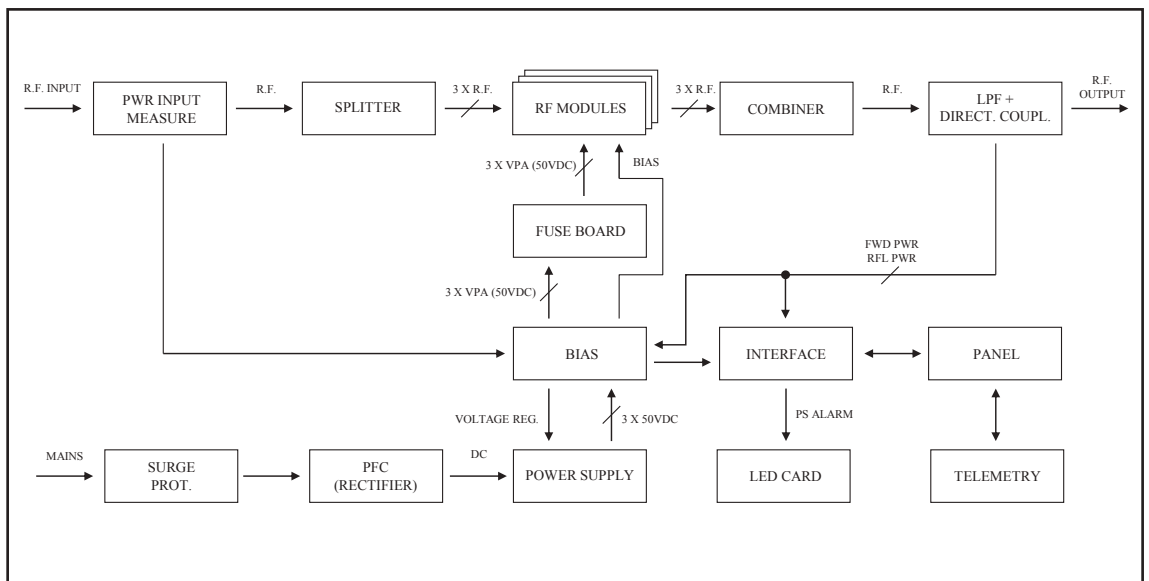 R.F. INPUT
PWR INPUT
MEASURE
R.F.
SPLITTER
3 X R.F.
RF MODULES
3 X R.F.
COMBINER
R.F.
LPF +
DIRECT. COUPL.
R.F.
OUTPUT
3 X VPA (50VDC)
BIAS
FUSE BOARD
FWD PWR
RFL PWR
3 X VPA (50VDC)
BIAS
INTERFACE
PANEL
VOLTAGE REG.
3 X 50VDC
PS ALARM
MAINS
SURGE
PROT.
PFC
(RECTIFIER)
DC
POWER SUPPLY
LED CARD
TELEMETRY